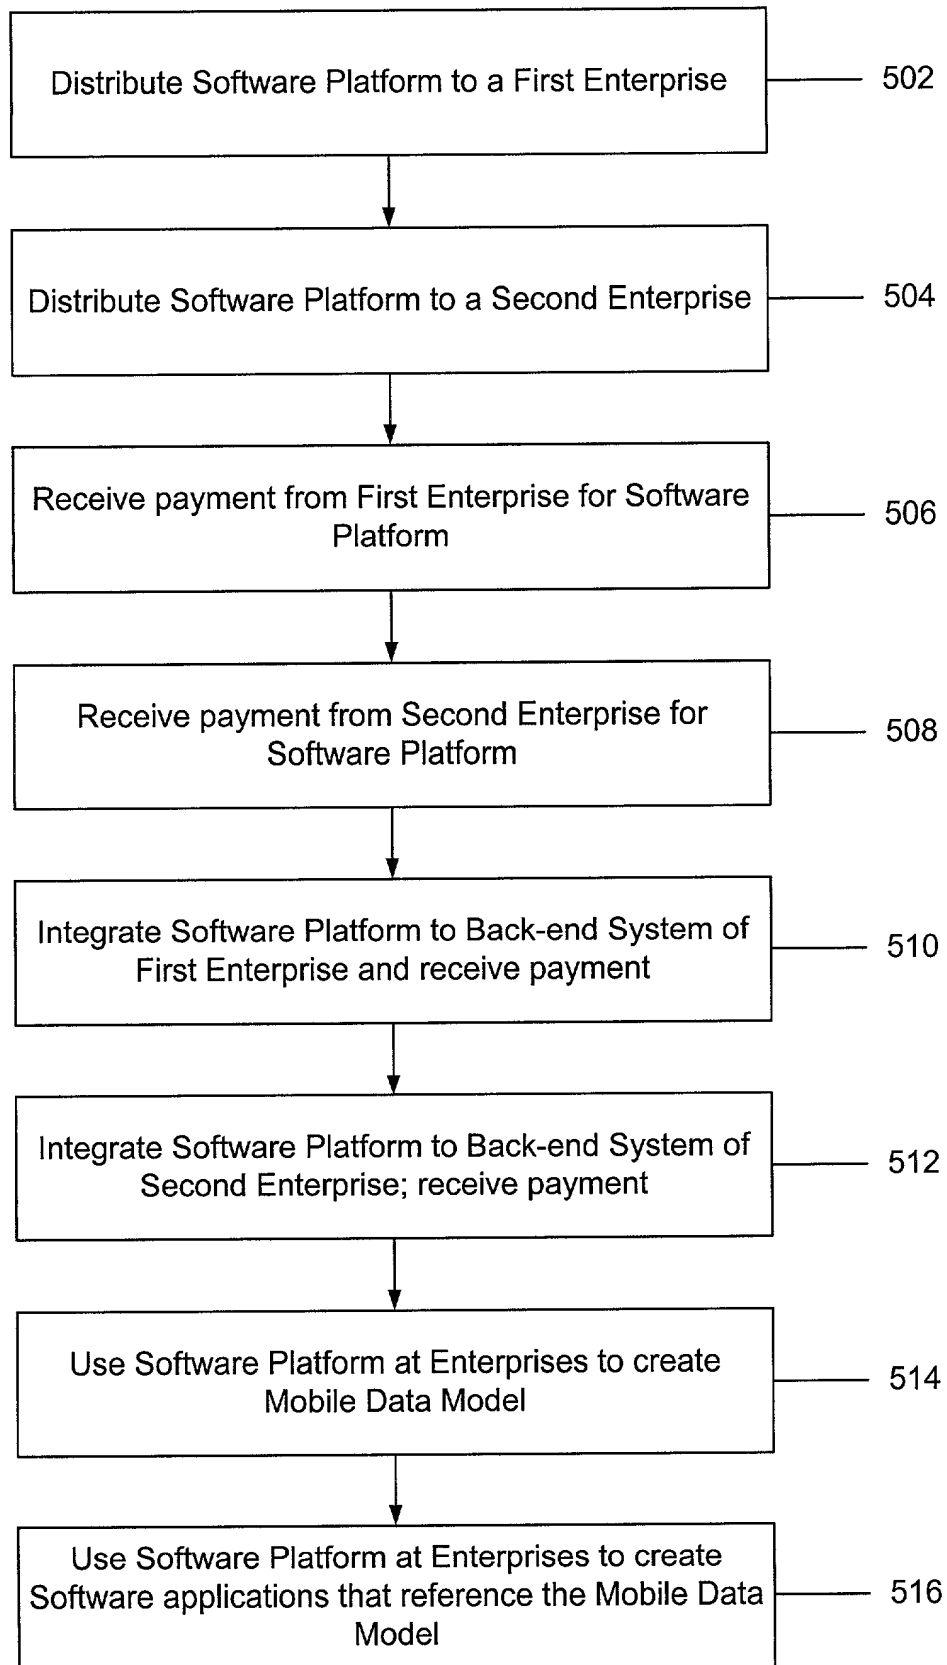 Distribute Software Platform to a First Enterprise
502
Distribute Software Platform to a Second Enterprise
504
Receive payment from First Enterprise for Software
Platform
506
Receive payment from Second Enterprise for
Software Platform
508
Integrate Software Platform to Back-end System of
First Enterprise and receive payment
510
Integrate Software Platform to Back-end System of
Second Enterprise; receive payment
512
Use Software Platform at Enterprises to create
Mobile Data Model
514
Use Software Platform at Enterprises to create
Software applications that reference the Mobile Data
Model
516